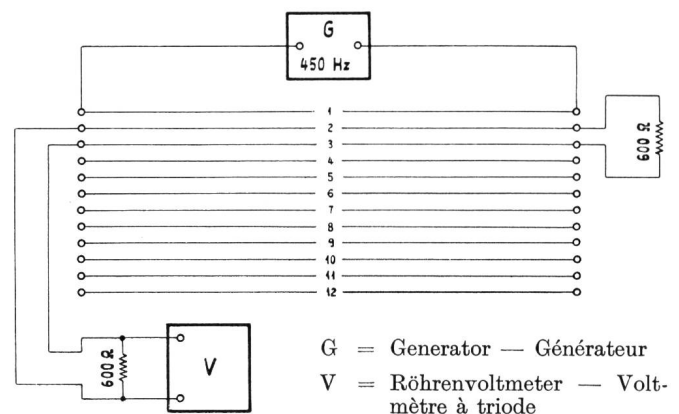 G
450 Hz
1
2
3
4
5
6
7
8
9
10
11
12
600 Ω
600 Ω
V
G = Generator — Générateur
V = Röhrenvoltmeter — Volt-
mètre à triode